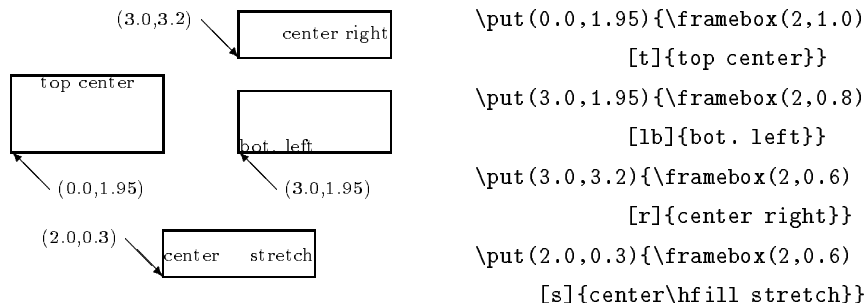 (3.0,3.2)
center right
top center
bot. left
(0.0,1.95)
(3.0,1.95)
(2.0,0.3)
center stretch
\put(0.0,1.95){\framebox(2,1.0)
[t]{top center}}
\put(3.0,1.95){\framebox(2,0.8)
[lb]{bot. left}}
\put(3.0,3.2){\framebox(2,0.6)
[r]{center right}}
\put(2.0,0.3){\framebox(2,0.6)
[s]{center\hfill stretch}}